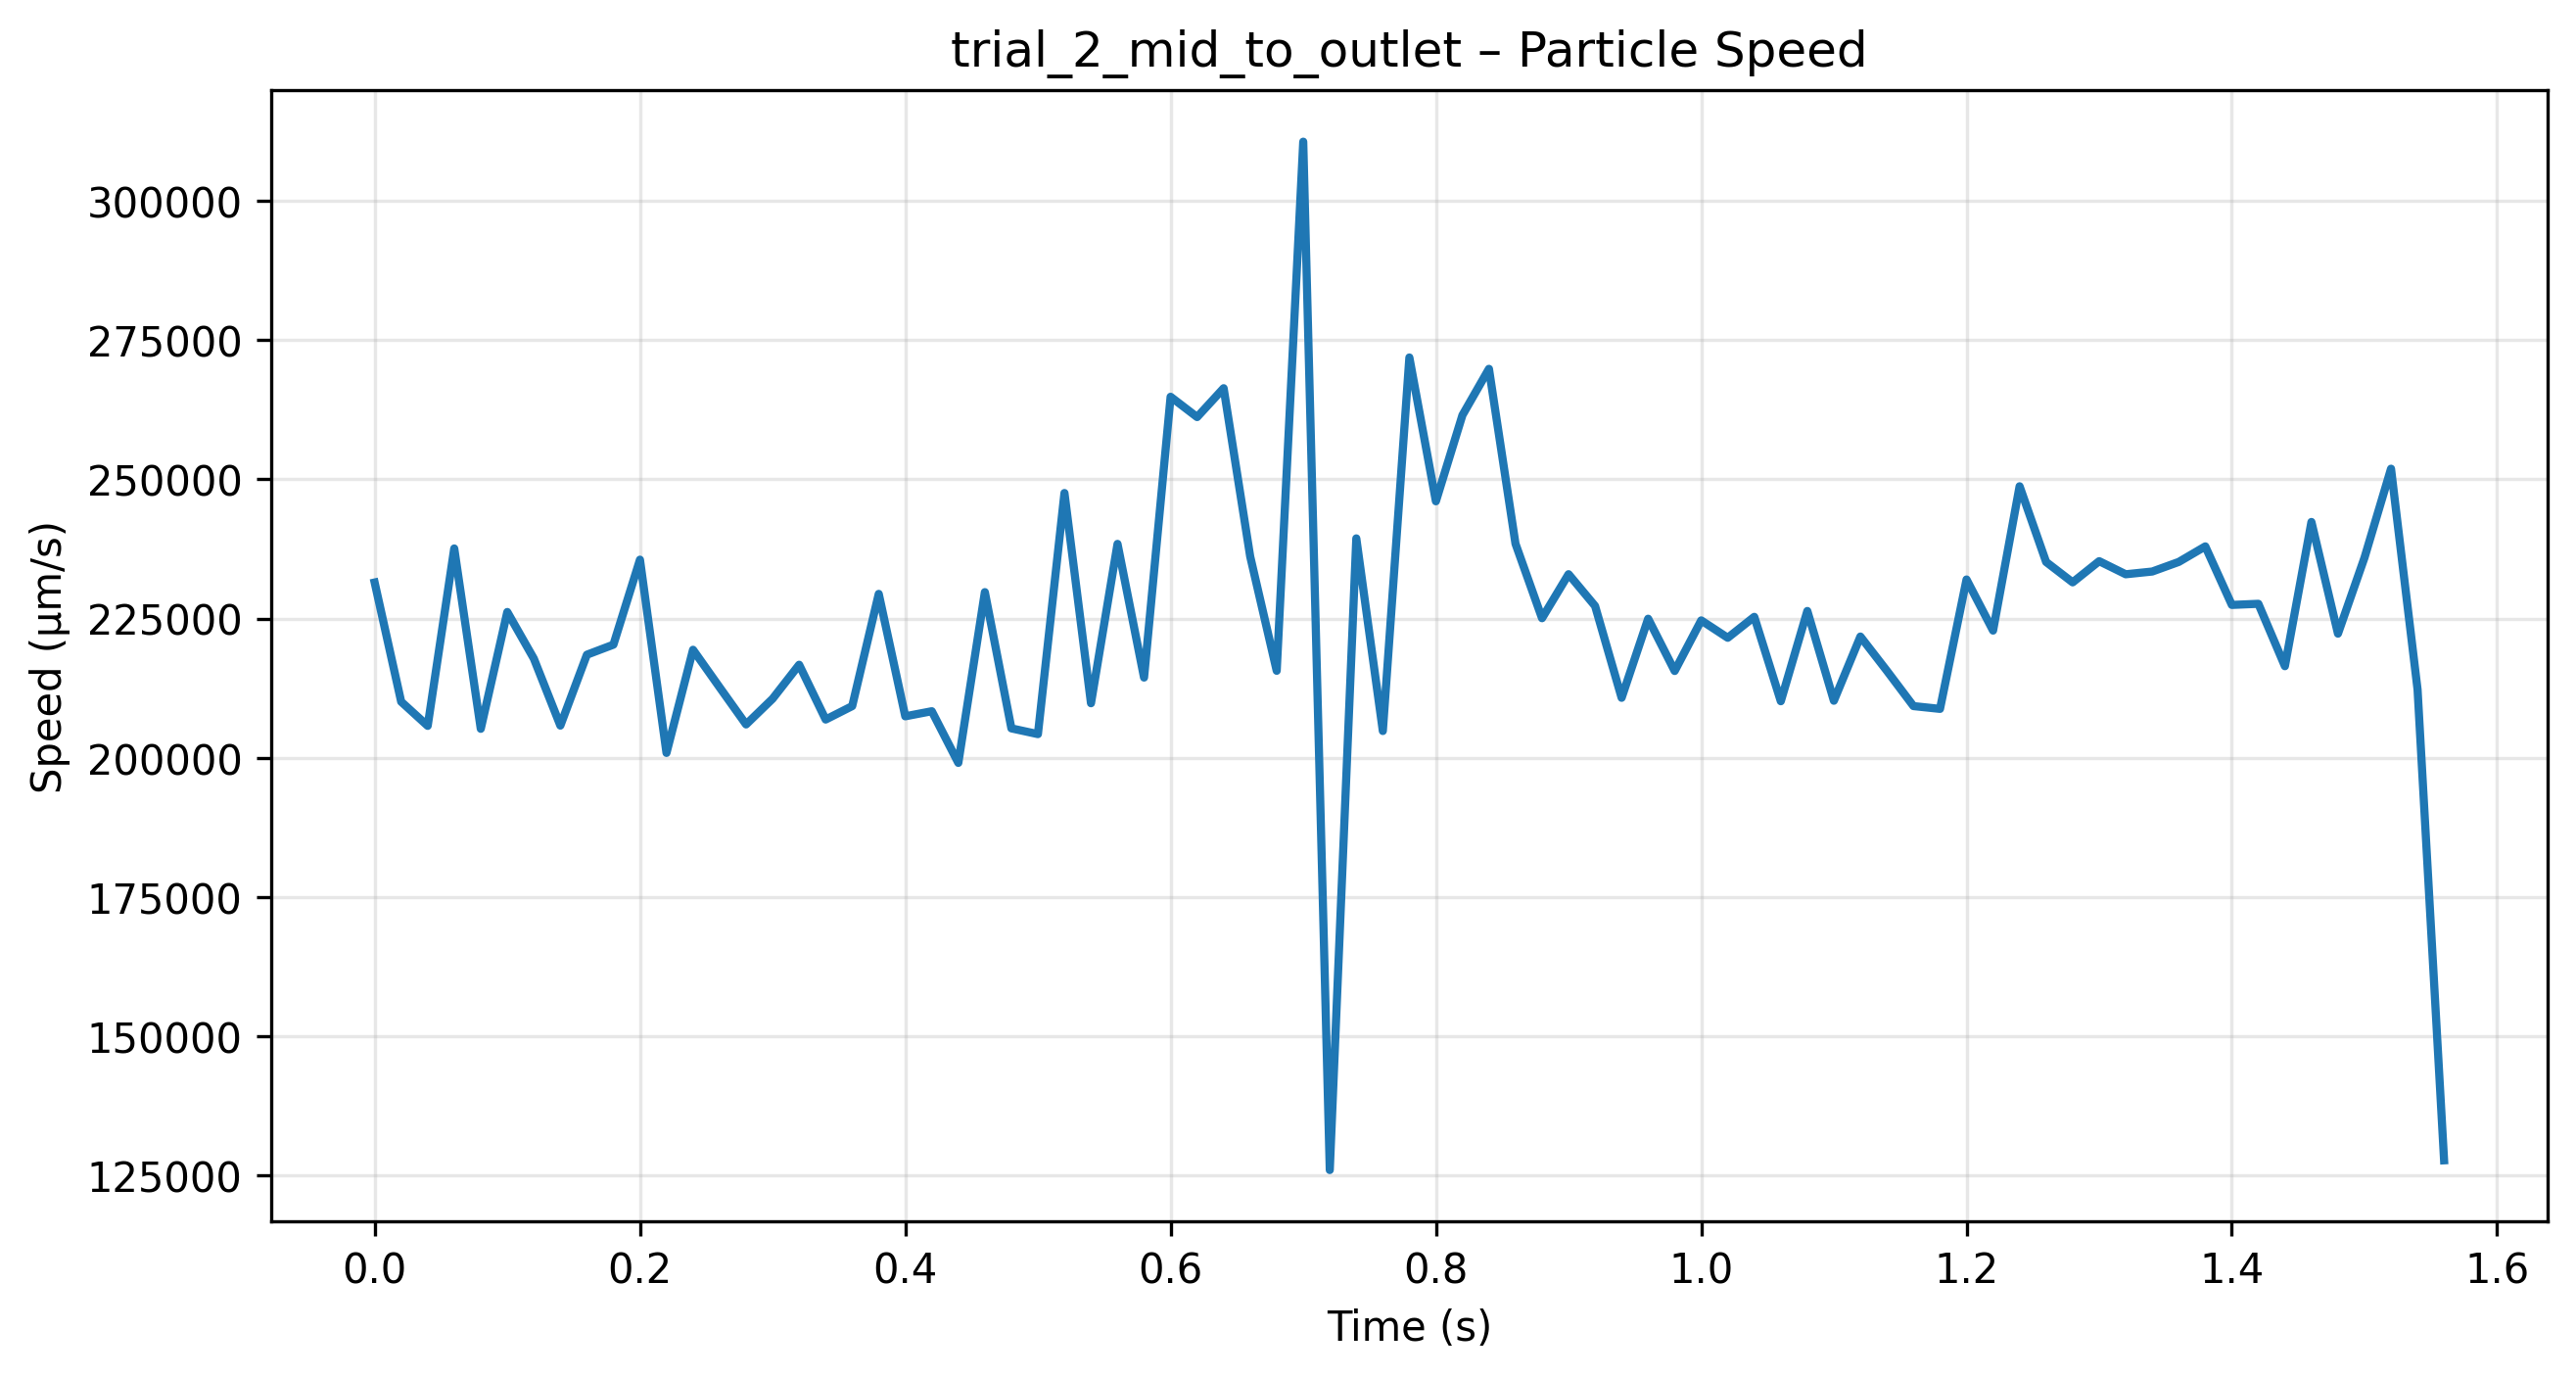 trial_2_mid_to_outlet – Particle Speed
Speed (μm/s)
300000
275000
250000
225000
200000
175000
150000
125000
0.0 0.2 0.4 0.6 0.8 1.0 1.2 1.4 1.6
Time (s)